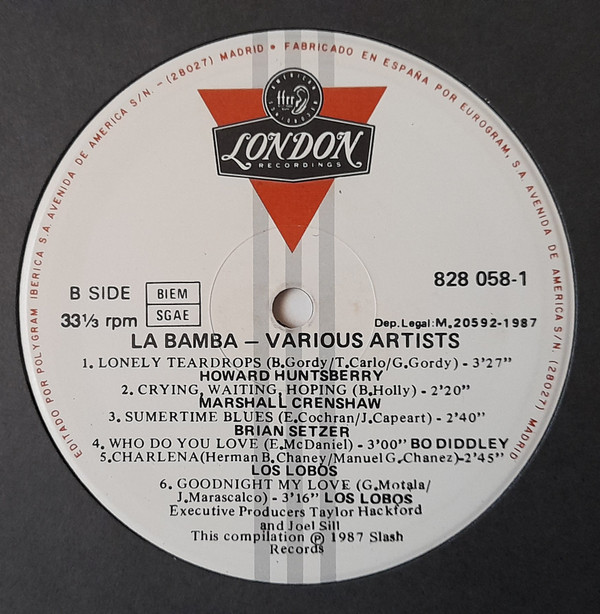 EDITADO POR POLYGRAM IBERICA S.A. AVENIDA DE AMERICA S/N. - (28027) MADRID • FABRICADO EN ESPAÑA POR EUROGRAM, S.A. AVENIDA DE AMERICA S/N. (28027) MADRID
AMERICAN
ffrr
LONDON
RECORDINGS
B SIDE
BIEM
SGAE
33⅓ rpm
828 058-1
Dep.Legal:M.20592-1987
LA BAMBA – VARIOUS ARTISTS
1. LONELY TEARDROPS (B.Gordy/T.Carlo/G.Gordy) - 3'27"
HOWARD HUNTSBERRY
2. CRYING, WAITING, HOPING (B.Holly) - 2'20"
MARSHALL CRENSHAW
3. SUMERTIME BLUES (E.Cochran/J.Capeart) - 2'40"
BRIAN SETZER
4. WHO DO YOU LOVE (E.McDaniel) - 3'00" BO DIDDLEY
5.CHARLENA(Herman B.Chaney/Manuel G.Chanez)-2'45"
LOS LOBOS
6. GOODNIGHT MY LOVE (G.Motala/
J.Marascalco) - 3'16" LOS LOBOS
Executive Producers Taylor Hackford
and Joel Sill
This compilation ℗ 1987 Slash
Records